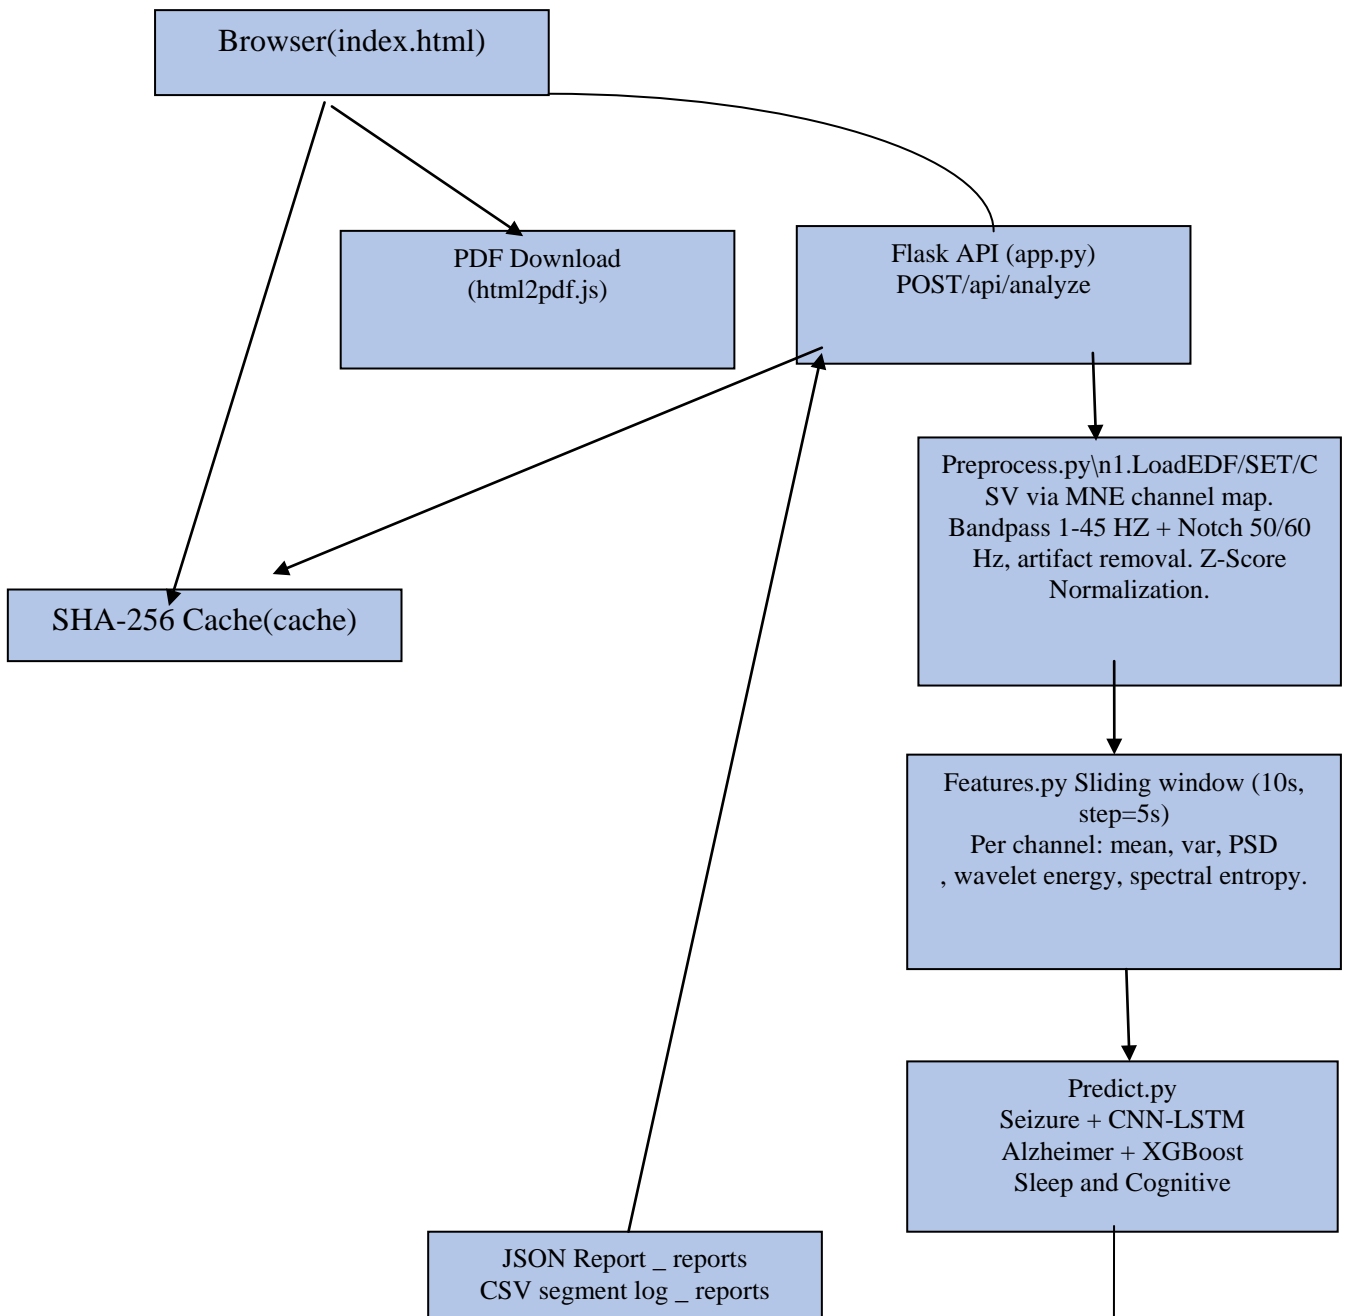 Browser(index.html)
PDF Download
(html2pdf.js)
Flask API (app.py)
POST/api/analyze
Preprocess.py\n1.LoadEDF/SET/C
SV via MNE channel map.
Bandpass 1-45 HZ + Notch 50/60
Hz, artifact removal. Z-Score
Normalization.
SHA-256 Cache(cache)
Features.py Sliding window (10s,
step=5s)
Per channel: mean, var, PSD
, wavelet energy, spectral entropy.
Predict.py
Seizure + CNN-LSTM
Alzheimer + XGBoost
Sleep and Cognitive
JSON Report _ reports
CSV segment log _ reports